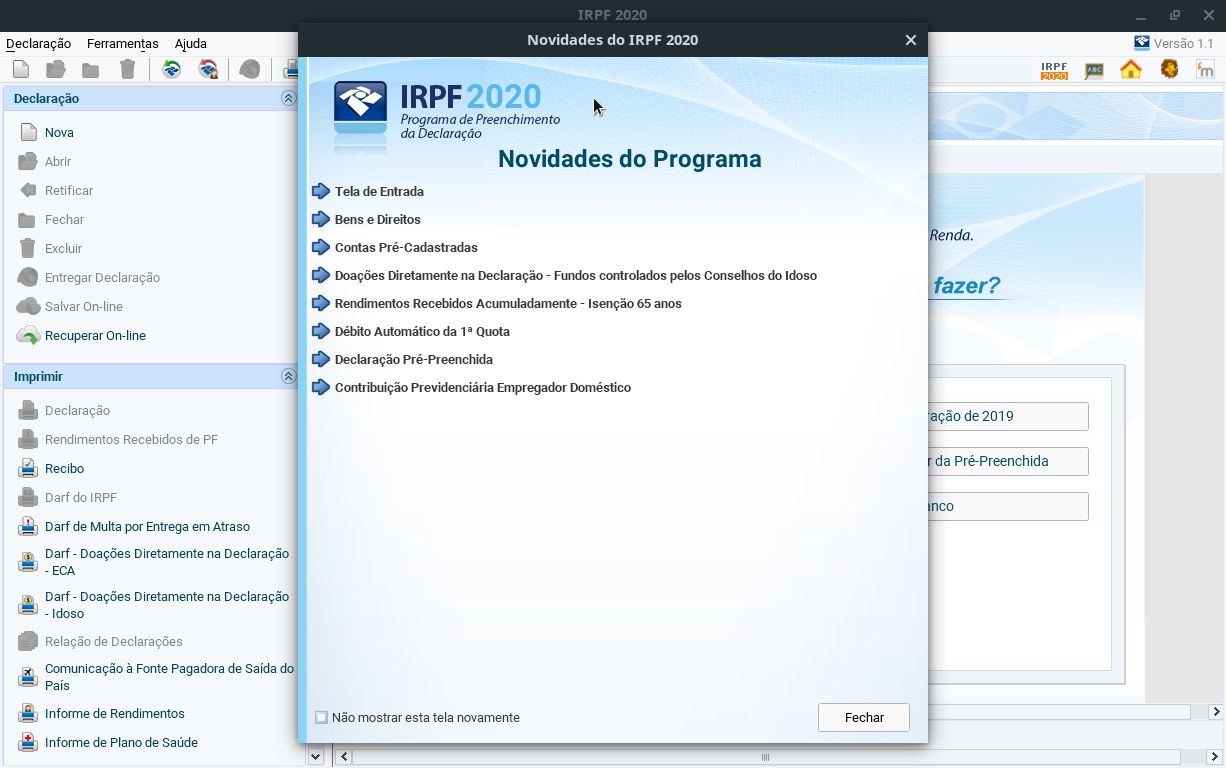 IRPF 2020
Declaração Ferramentas Ajuda
Versão 1.1
IRPF
2020
ABC
Declaração
Nova
Abrir
Retificar
Fechar
Excluir
Entregar Declaração
Salvar On-line
Recuperar On-line
Imprimir
Declaração
Rendimentos Recebidos de PF
Recibo
Darf do IRPF
Darf de Multa por Entrega em Atraso
Darf - Doações Diretamente na Declaração
- ECA
Darf - Doações Diretamente na Declaração
- Idoso
Relação de Declarações
Comunicação à Fonte Pagadora de Saída do
País
Informe de Rendimentos
Informe de Plano de Saúde
Novidades do IRPF 2020
IRPF 2020
Programa de Preenchimento
da Declaração
Novidades do Programa
Tela de Entrada
Bens e Direitos
Contas Pré-Cadastradas
Doações Diretamente na Declaração - Fundos controlados pelos Conselhos do Idoso
Rendimentos Recebidos Acumuladamente - Isenção 65 anos
Débito Automático da 1ª Quota
Declaração Pré-Preenchida
Contribuição Previdenciária Empregador Doméstico
Não mostrar esta tela novamente
Fechar
Renda.
fazer?
ração de 2019
r da Pré-Preenchida
anco